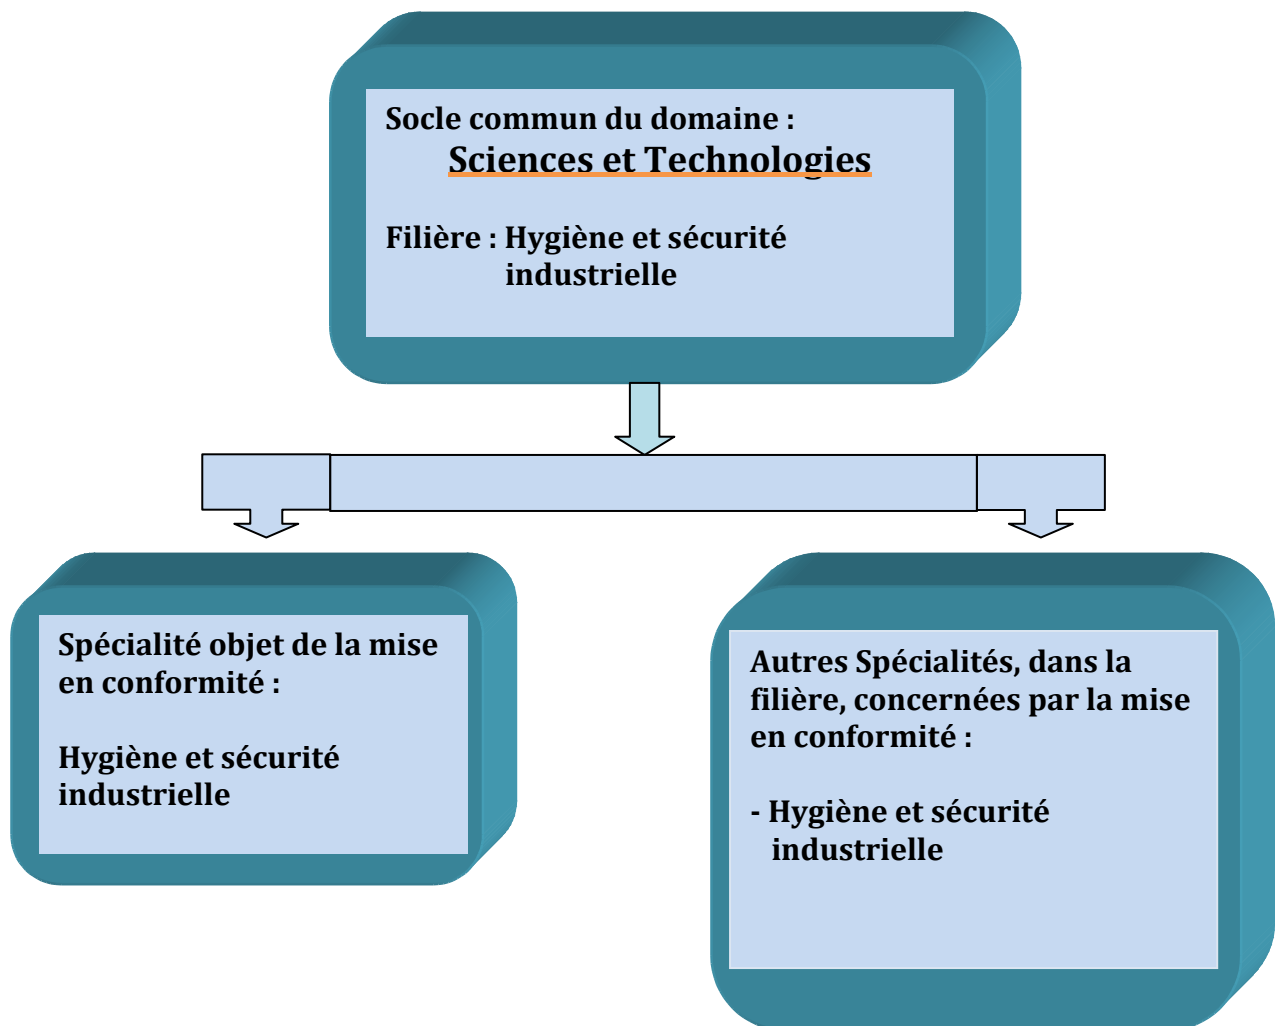 Socle commun du domaine :
Sciences et Technologies
Filière : Hygiène et sécurité
industrielle
Spécialité objet de la mise
en conformité :
Hygiène et sécurité
industrielle
Autres Spécialités, dans la
filière, concernées par la mise
en conformité :
- Hygiène et sécurité
industrielle